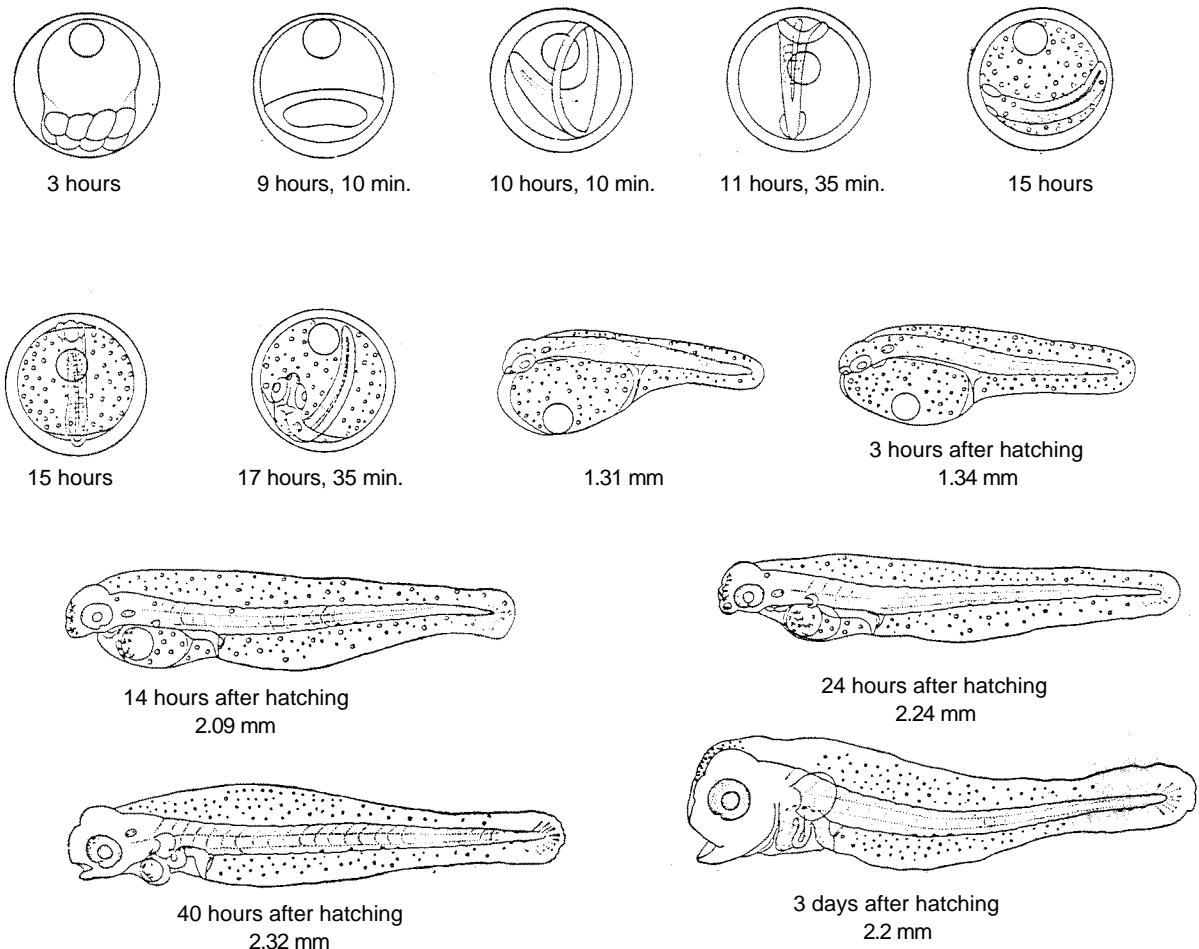 3 hours
9 hours, 10 min.
10 hours, 10 min.
11 hours, 35 min.
15 hours
15 hours
17 hours, 35 min.
1.31 mm
3 hours after hatching
1.34 mm
14 hours after hatching
2.09 mm
24 hours after hatching
2.24 mm
40 hours after hatching
2.32 mm
3 days after hatching
2.2 mm